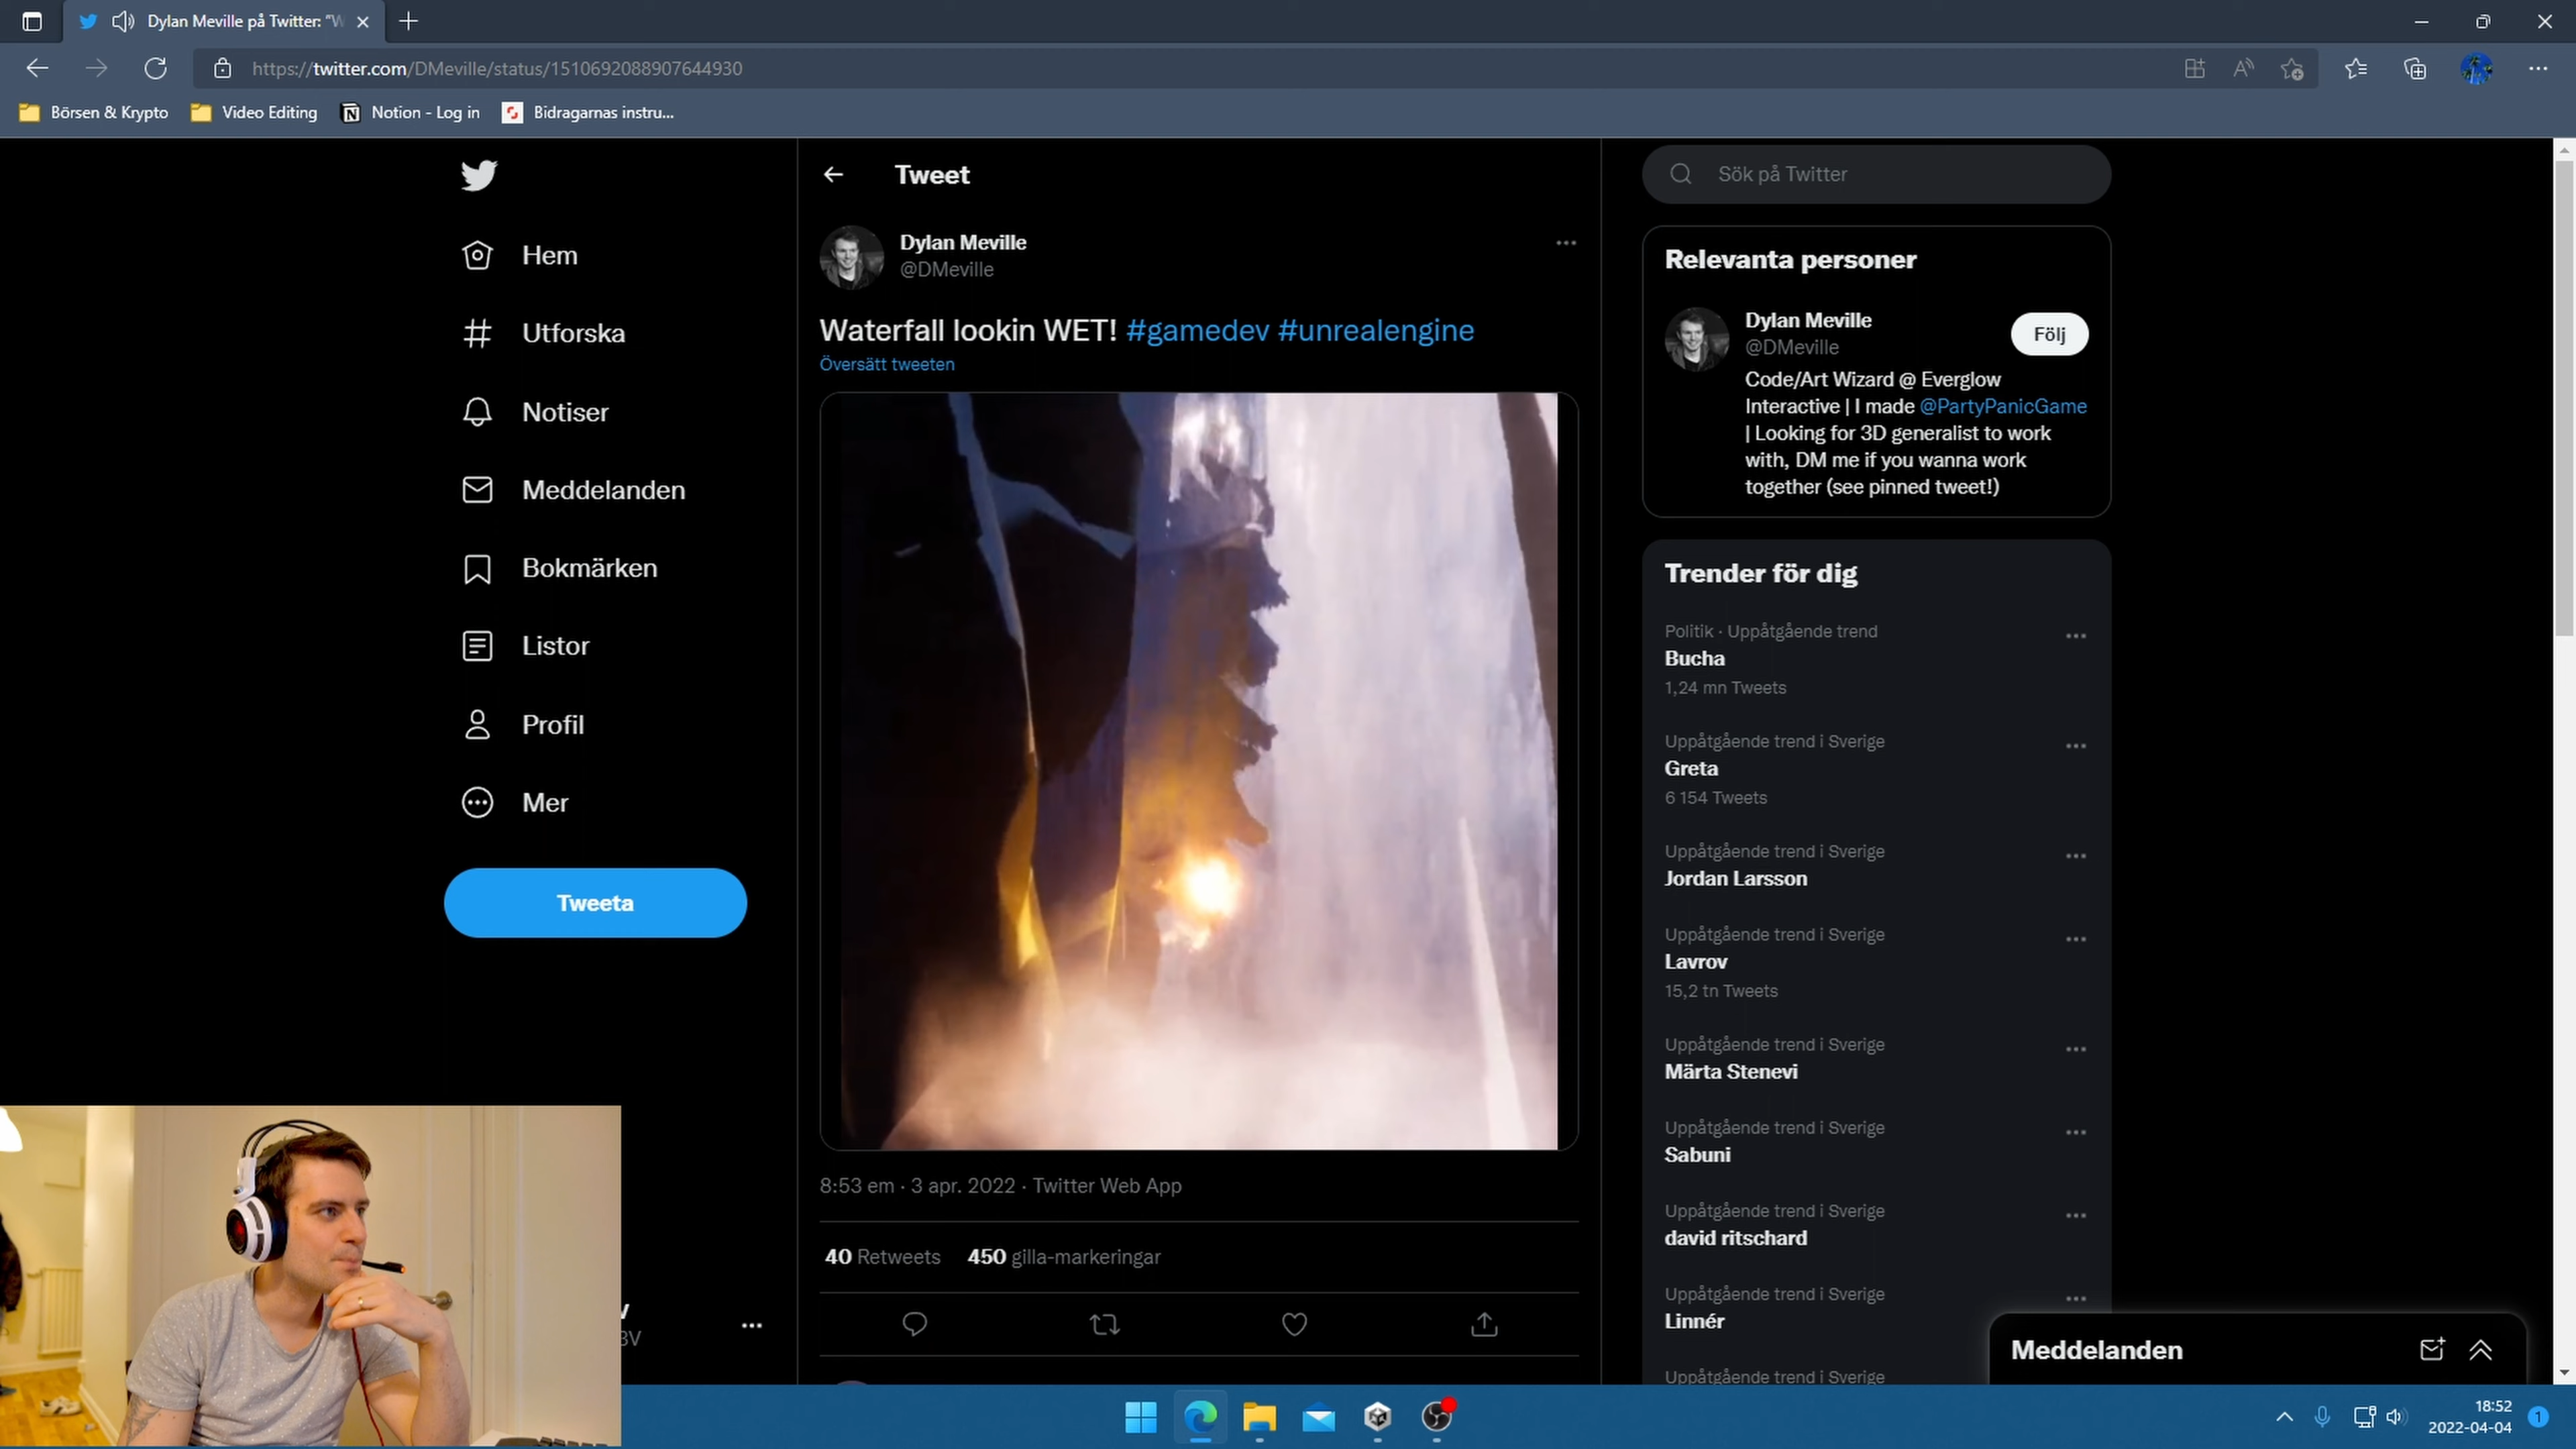 Dylan Meville på Twitter: "W
https://twitter.com/DMeville/status/1510692088907644930
Börsen & Krypto
Video Editing
Notion - Log in
Bidragarnas instru...
Hem
Utforska
Notiser
Meddelanden
Bokmärken
Listor
Profil
Mer
Tweeta
Tweet
Dylan Meville
@DMeville
Waterfall lookin WET! #gamedev #unrealengine
Översätt tweeten
8:53 em · 3 apr. 2022 · Twitter Web App
40 Retweets 450 gilla-markeringar
Sök på Twitter
Relevanta personer
Dylan Meville
@DMeville
Följ
Code/Art Wizard @ Everglow
Interactive | I made @PartyPanicGame
| Looking for 3D generalist to work
with, DM me if you wanna work
together (see pinned tweet!)
Trender för dig
Politik · Uppåtgående trend
Bucha
1,24 mn Tweets
Uppåtgående trend i Sverige
Greta
6 154 Tweets
Uppåtgående trend i Sverige
Jordan Larsson
Uppåtgående trend i Sverige
Lavrov
15,2 tn Tweets
Uppåtgående trend i Sverige
Märta Stenevi
Uppåtgående trend i Sverige
Sabuni
Uppåtgående trend i Sverige
david ritschard
Uppåtgående trend i Sverige
Linnér
Uppåtgående trend i Sverige
Meddelanden
18:52
2022-04-04
1